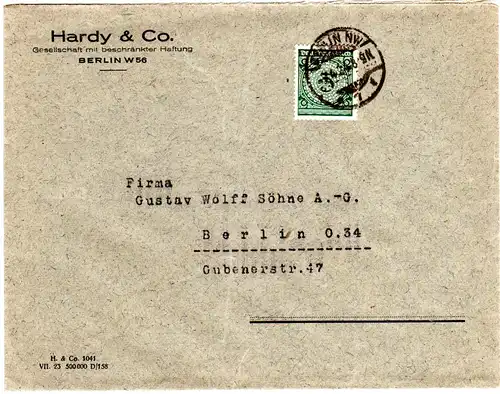 Hardy & Co.
Gesellschaft mit beschränkter Haftung
BERLIN W56
Firma
Gustav Wolff Söhne A.-G.
Berlin O.34
Gubenerstr.47
H. & Co. 1041
VII. 23 500000 D/158